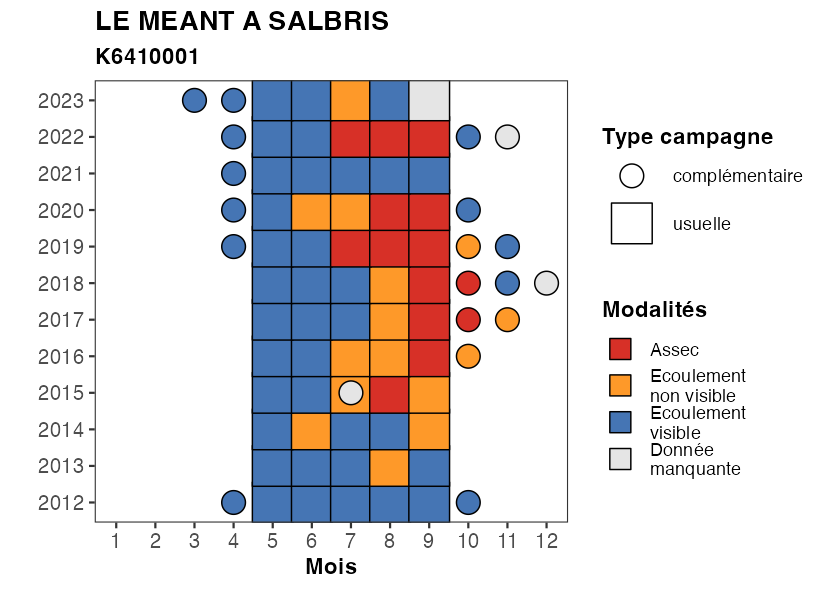 LE MEANT A SALBRIS
K6410001
2023
2022
2021
2020
2019
2018
2017
2016
2015
2014
2013
2012
1 2 3 4 5 6 7 8 9 10 11 12
Mois
Type campagne
complémentaire
usuelle
Modalités
Assec
Ecoulement
non visible
Ecoulement
visible
Donnée
manquante